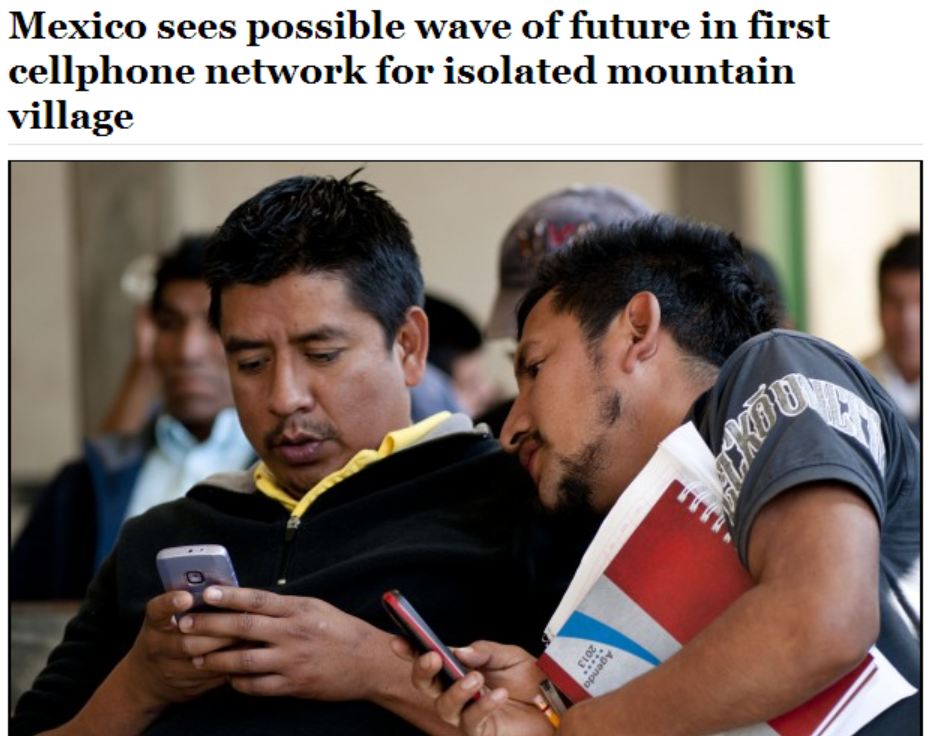 Mexico sees possible wave of future in first
cellphone network for isolated mountain
village
Agenda
2013